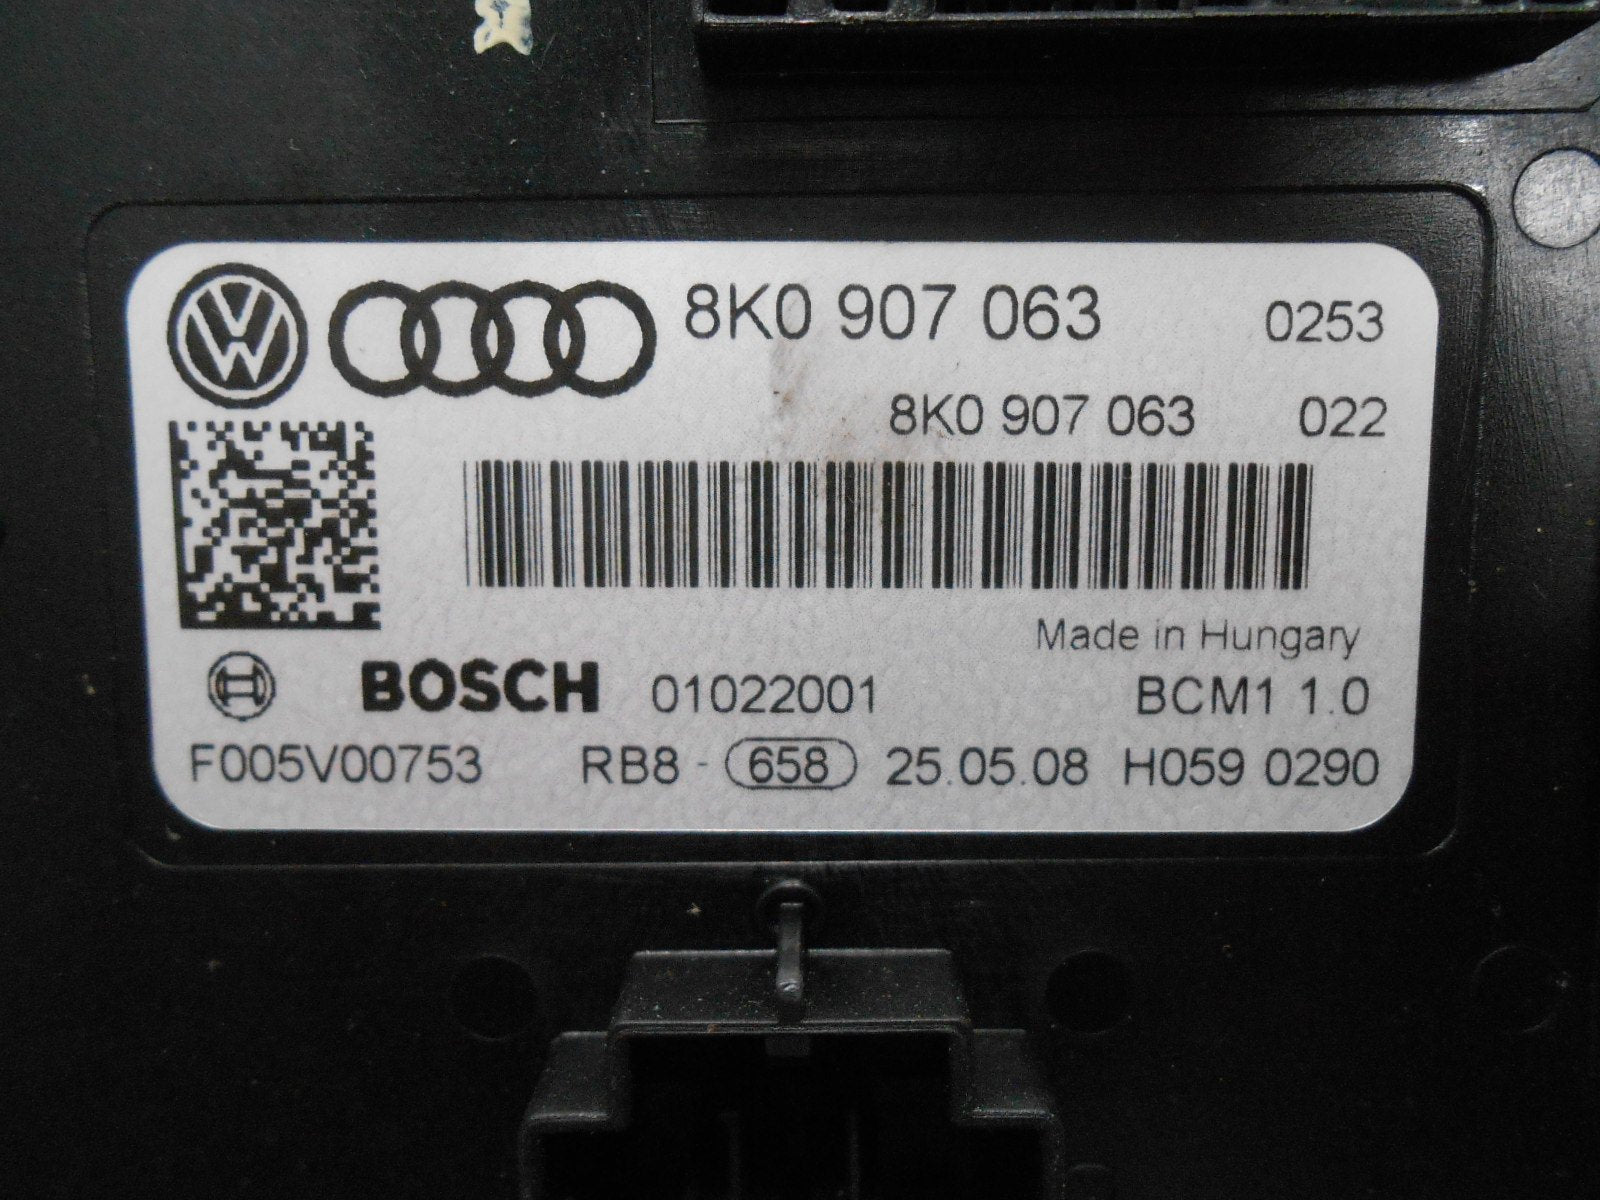 8K0 907 063 0253
8K0 907 063 022
Made in Hungary
BOSCH 01022001 BCM1 1.0
F005V00753 RB8 - 658 25.05.08 H059 0290